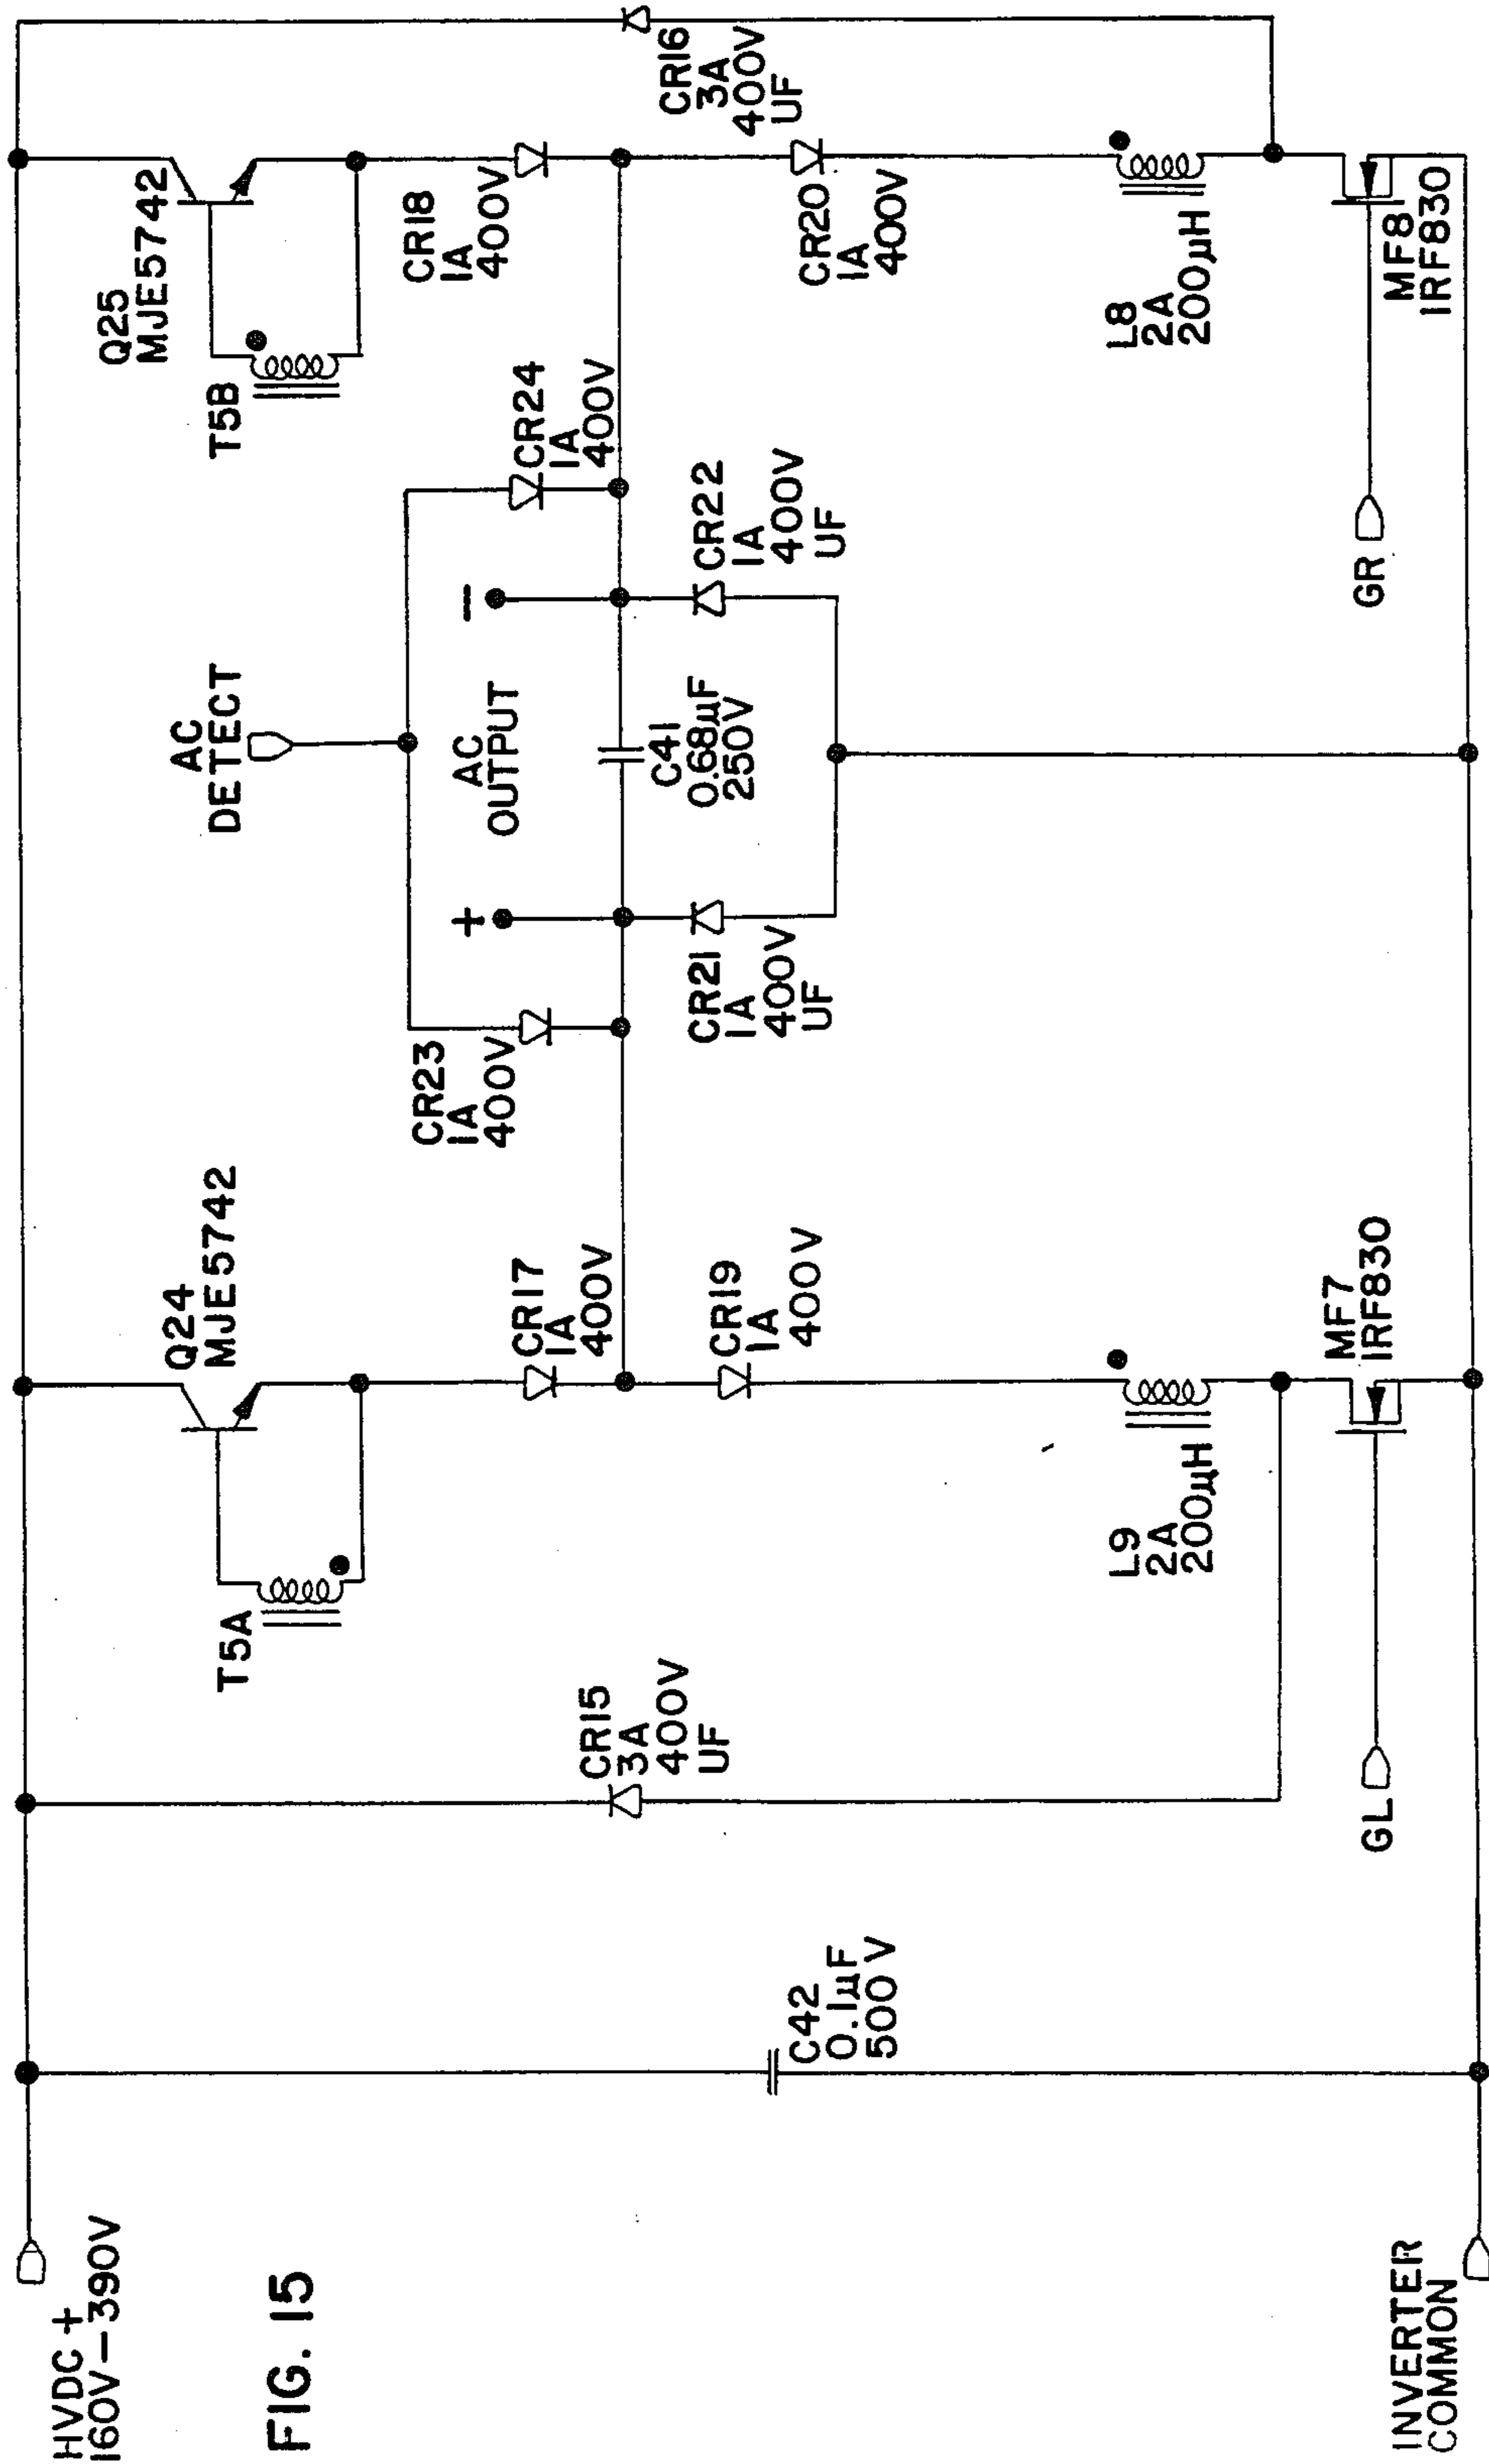 HVDC +
160V-390V
FIG. 15
INVERTER
COMMON
C42
0.1µF
500V
CR15
3A
400V
UF
GL
T5A
Q24
MJE5742
CR17
1A
400V
CR19
1A
400V
L9
2A
200µH
MF7
IRF830
CR23
1A
400V
AC
DETECT
+
AC
OUTPUT
-
CR21
1A
400V
UF
C41
0.68µF
250V
CR24
1A
400V
CR22
1A
400V
UF
GR
T5B
Q25
MJE5742
CR18
1A
400V
CR20
1A
400V
L8
2A
200µH
MF8
IRF830
CR16
3A
400V
UF